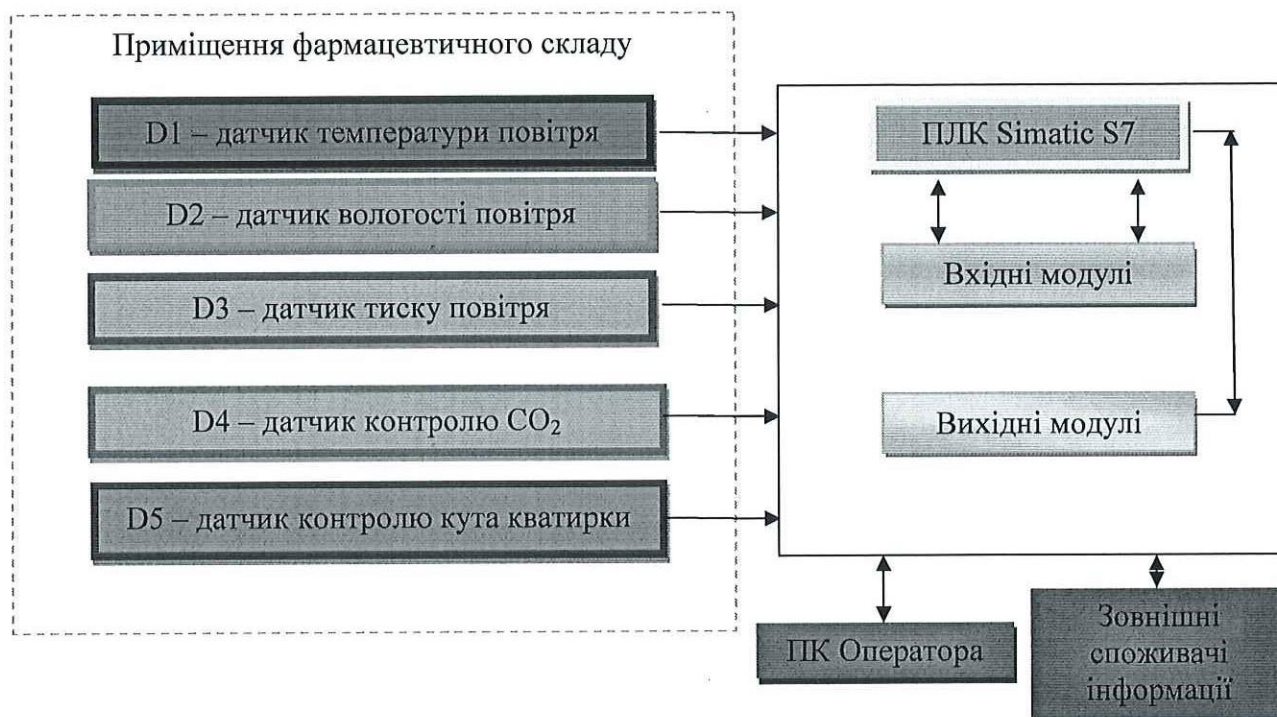 Приміщення фармацевтичного складу
D1 – датчик температури повітря
D2 – датчик вологості повітря
D3 – датчик тиску повітря
D4 – датчик контролю CO₂
D5 – датчик контролю кута кватирки
ПЛК Simatic S7
Вхідні модулі
Вихідні модулі
ПК Оператора
Зовнішні
споживачі
інформації